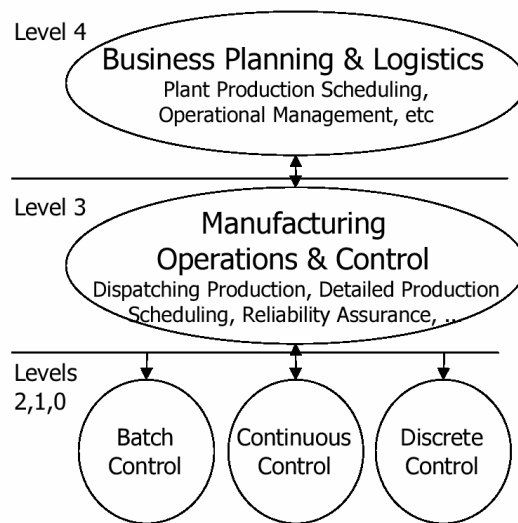 Level 4
Business Planning & Logistics
Plant Production Scheduling,
Operational Management, etc
Level 3
Manufacturing
Operations & Control
Dispatching Production, Detailed Production
Scheduling, Reliability Assurance, ...
Levels
2,1,0
Batch
Control
Continuous
Control
Discrete
Control